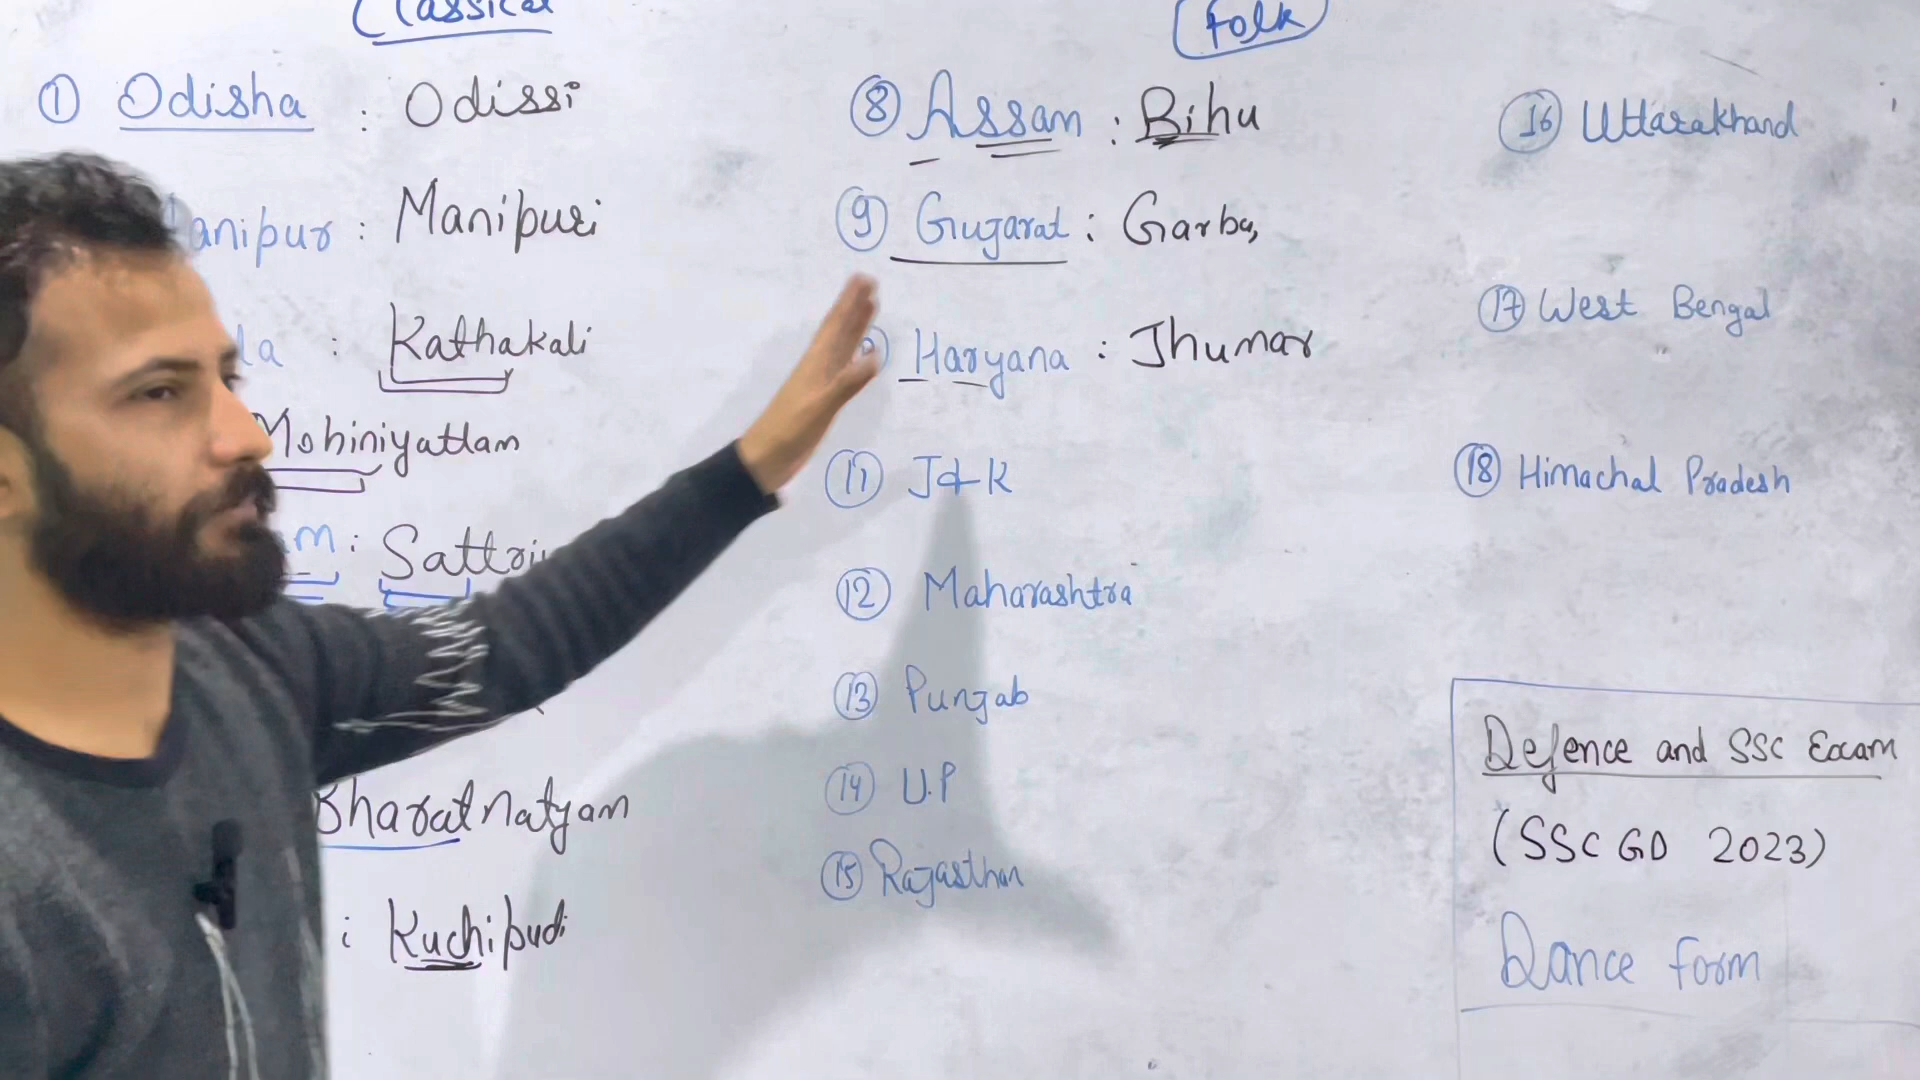 Classical
① Odisha : Odissi
anipur : Manipuri
la : Kathakali
Mohiniyattam
m : Sattri
Bharatnatyam
: Kuchipudi
Folk
⑧ Assam : Bihu
⑨ Gujarat : Garba,
Haryana : Jhumar
⑪ J&K
⑫ Maharashtra
⑬ Punjab
⑭ U.P
⑮ Rajasthan
⑯ Uttarakhand
⑰ West Bengal
⑱ Himachal Pradesh
Defence and SSC Exam
(SSC GD 2023)
Dance form